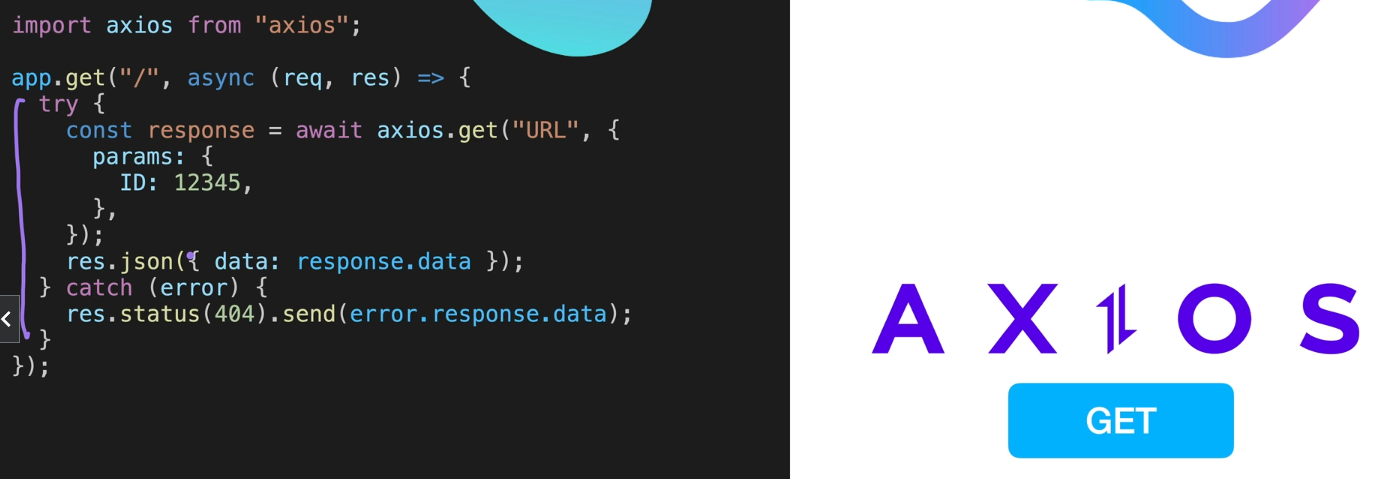 import axios from "axios";
app.get("/", async (req, res) => {
try {
const response = await axios.get("URL", {
params: {
ID: 12345,
},
});
res.json({ data: response.data });
} catch (error) {
res.status(404).send(error.response.data);
}
});
AXIOS
GET